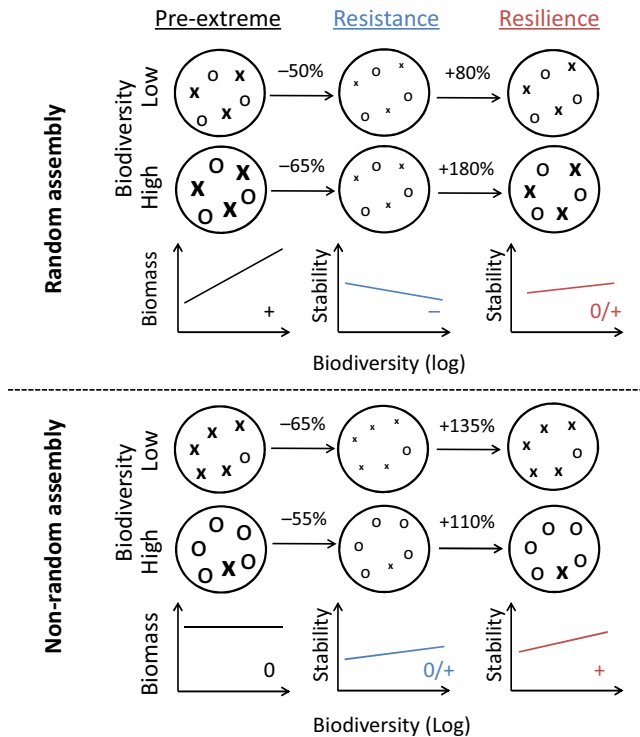 Pre-extreme Resistance Resilience
Random assembly
Biodiversity
Low
High
−50% +80%
x o x x o o
x o x x o o
x o x x o o
−65% +180%
x o x x o o
x o x x o o
x o x x o o
Biomass + Stability − Stability 0/+
Biodiversity (log)
Non-random assembly
Biodiversity
Low
High
−65% +135%
x x x x x o
x x x x x o
x x x x x o
−55% +110%
o o o o o x
o o o o o x
o o o o o x
Biomass 0 Stability 0/+ Stability +
Biodiversity (Log)